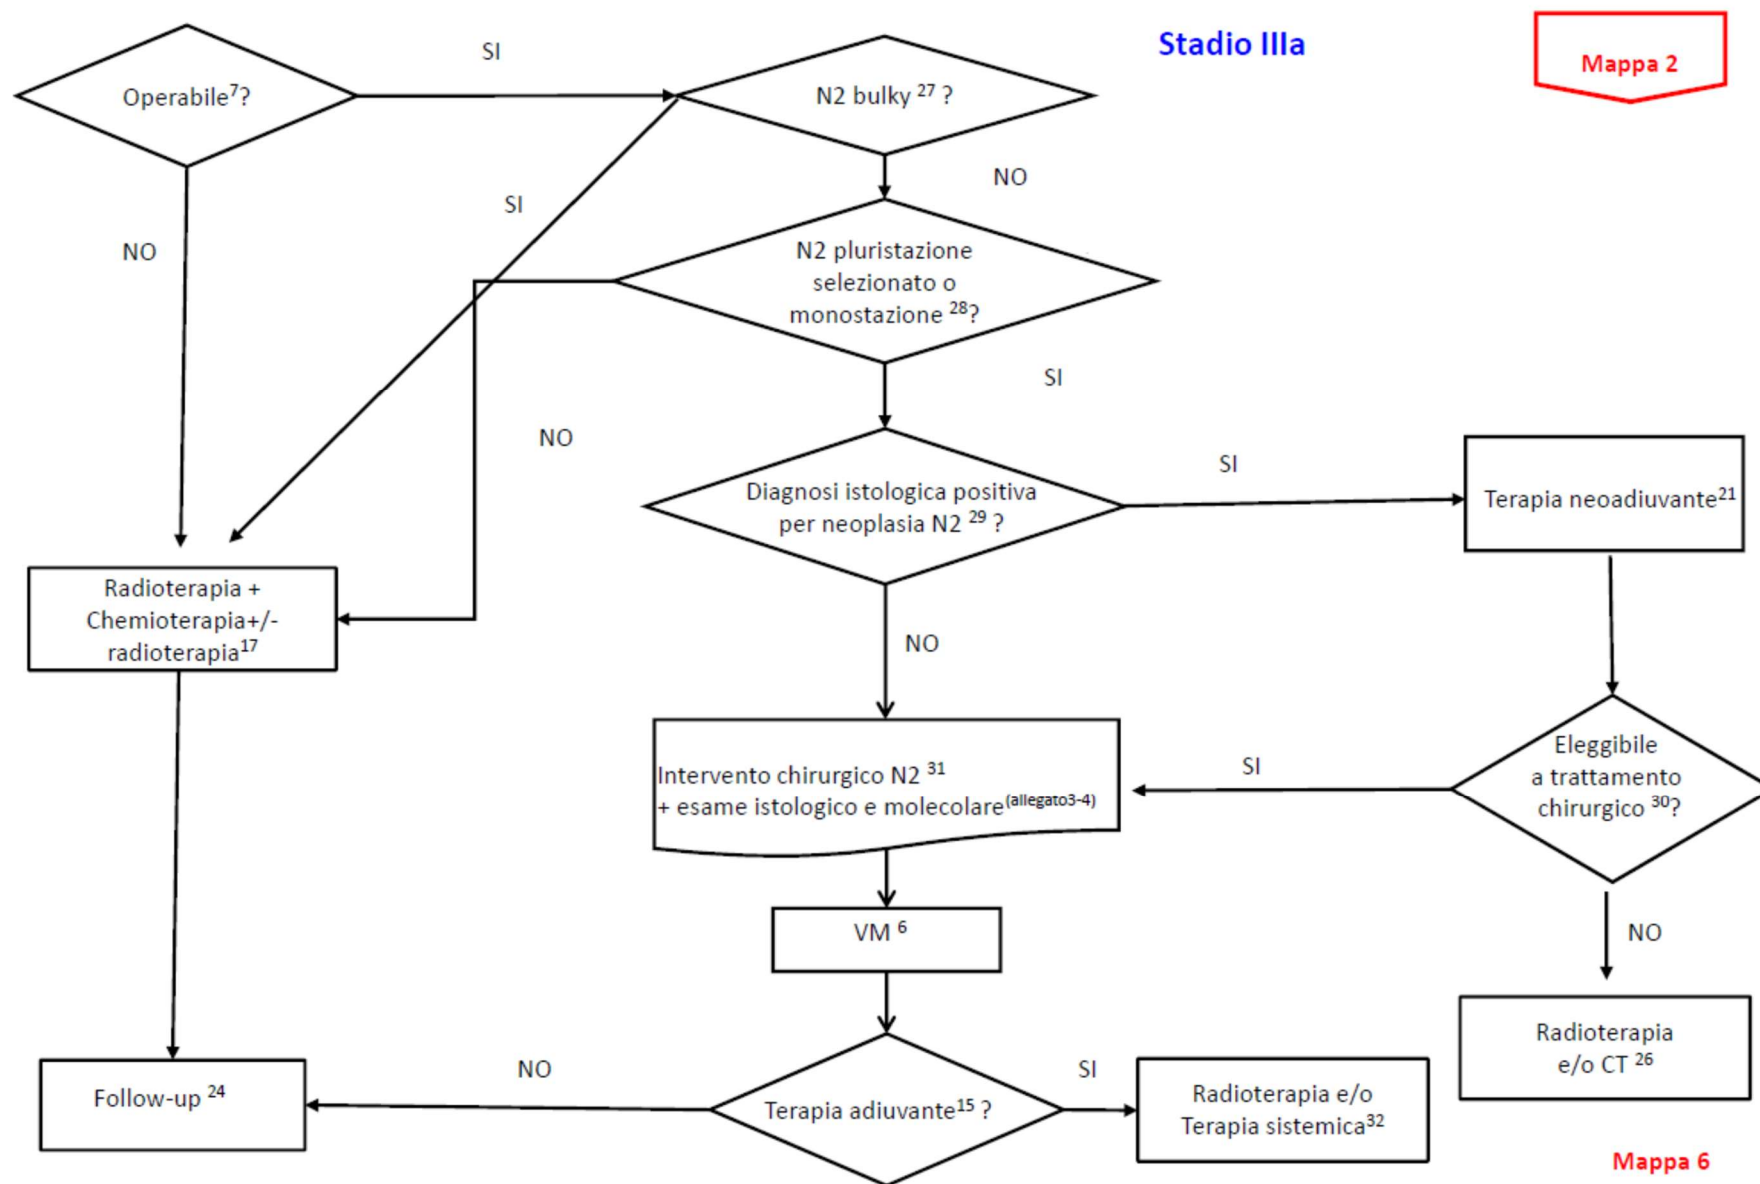 Stadio IIIa
Mappa 2
Operabile⁷?
SI
N2 bulky ²⁷ ?
NO
SI
NO
N2 pluristazione
selezionato o
monostazione ²⁸?
SI
NO
Diagnosi istologica positiva
per neoplasia N2 ²⁹ ?
SI
Terapia neoadiuvante²¹
Radioterapia +
Chemioterapia+/-
radioterapia¹⁷
NO
Intervento chirurgico N2 ³¹
+ esame istologico e molecolare⁽allegato3-4⁾
SI
Eleggibile
a trattamento
chirurgico ³⁰?
VM ⁶
NO
Radioterapia
e/o CT ²⁶
Follow-up ²⁴
NO
Terapia adiuvante¹⁵ ?
SI
Radioterapia e/o
Terapia sistemica³²
Mappa 6